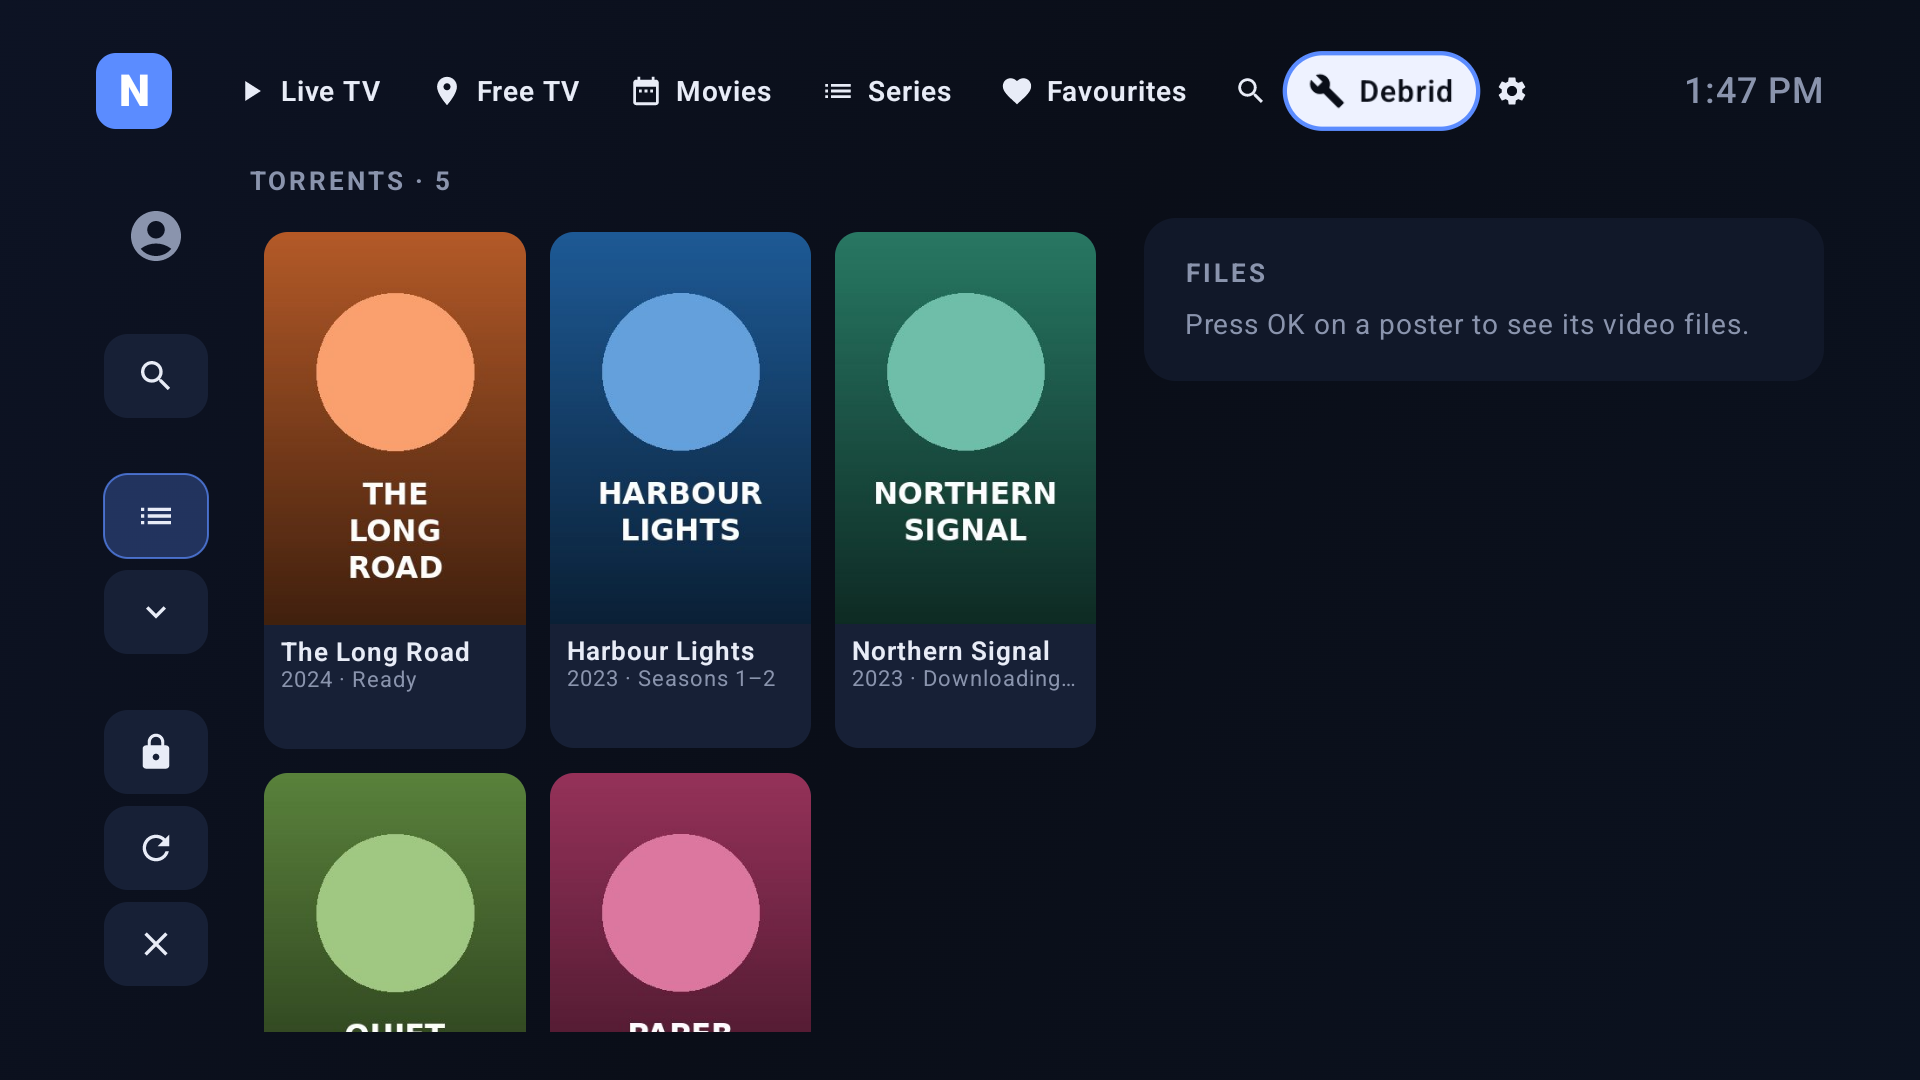 N
Live TV
Free TV
Movies
Series
Favourites
Debrid
1:47 PM
TORRENTS · 5
THE
LONG
ROAD
The Long Road
2024 · Ready
HARBOUR
LIGHTS
Harbour Lights
2023 · Seasons 1–2
NORTHERN
SIGNAL
Northern Signal
2023 · Downloading…
FILES
Press OK on a poster to see its video files.
QUIET
PAPER